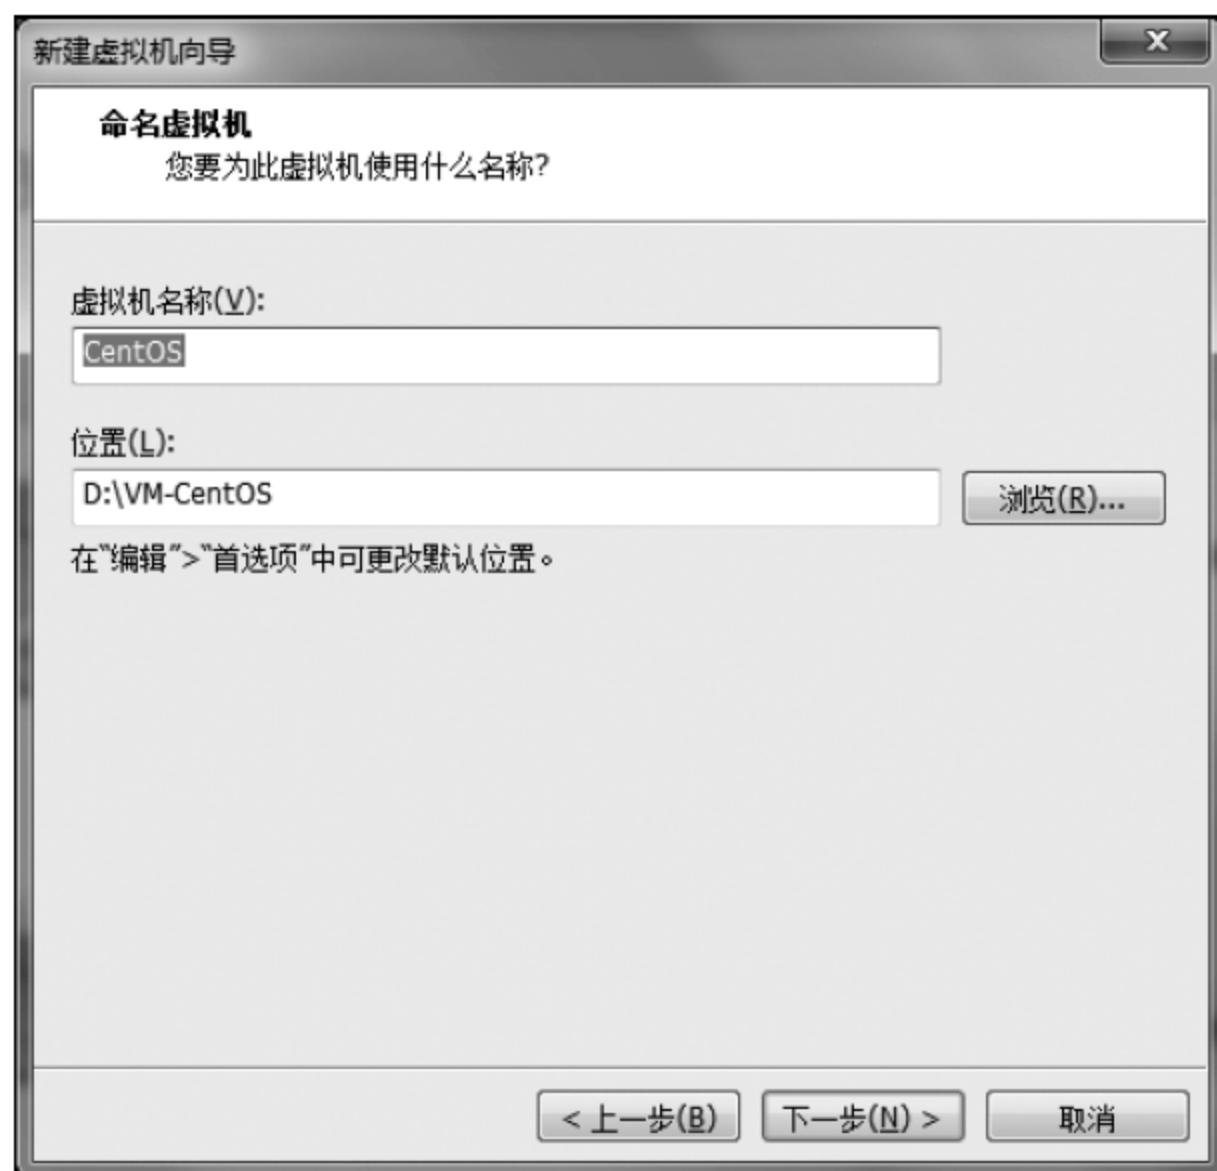 新建虚拟机向导
命名虚拟机
您要为此虚拟机使用什么名称?
虚拟机名称(V):
CentOS
位置(L):
D:\VM-CentOS
浏览(R)...
在"编辑">"首选项"中可更改默认位置。
< 上一步(B) 下一步(N) > 取消